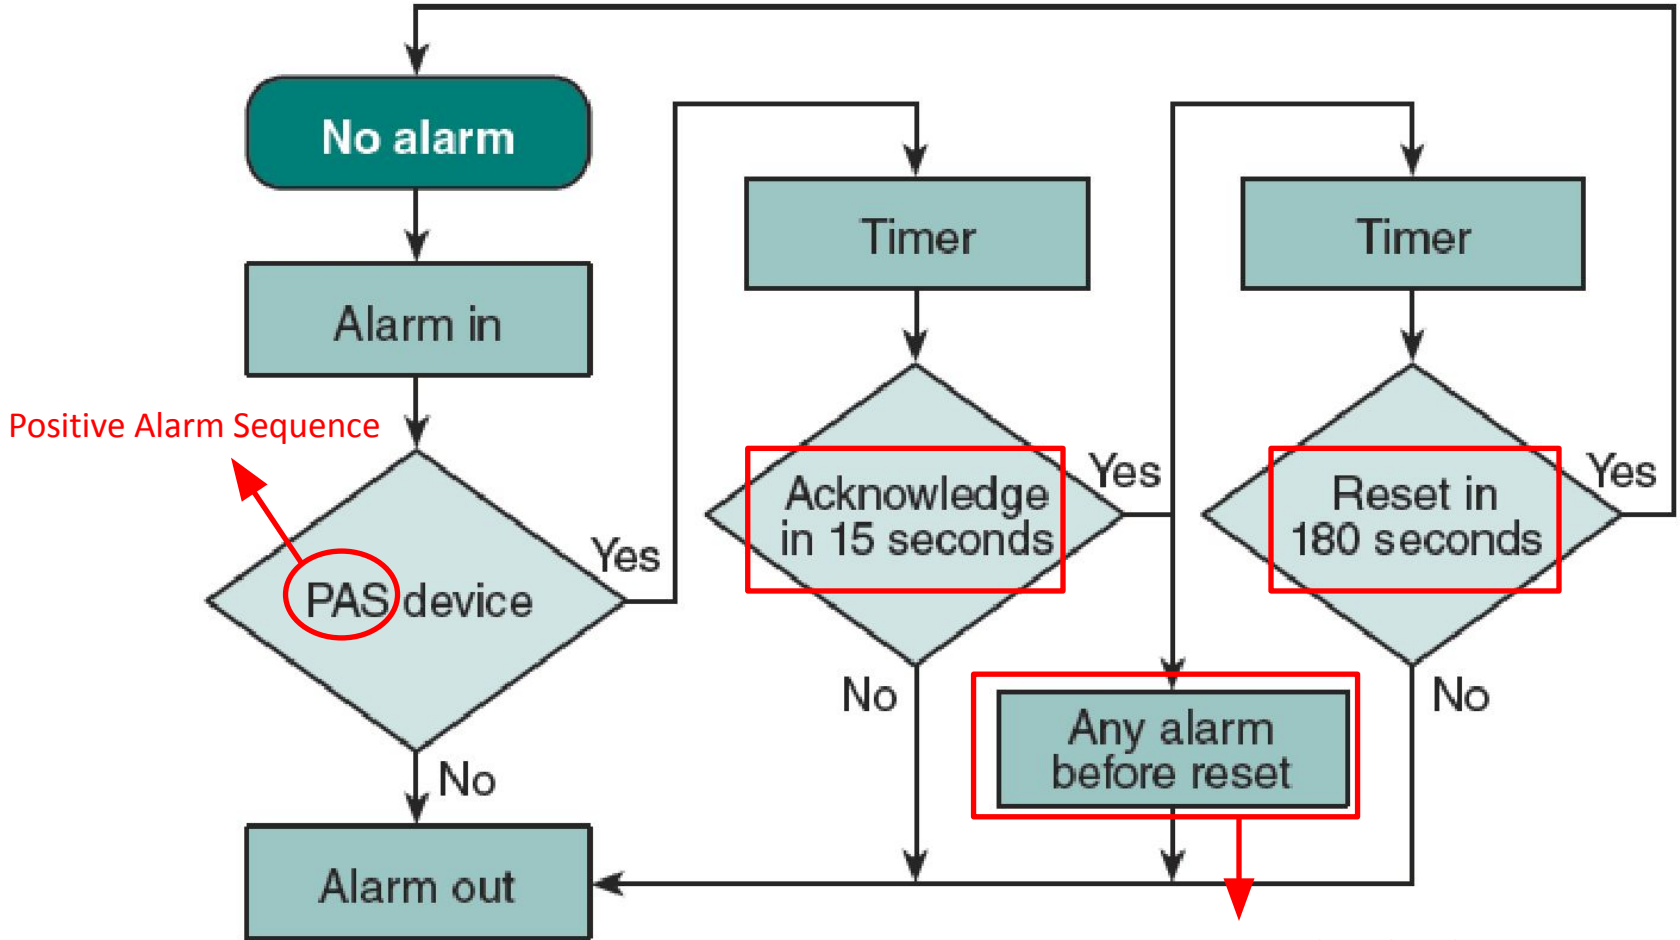 No alarm
Alarm in
Positive Alarm Sequence
PAS device
Yes
No
Alarm out
Timer
Acknowledge
in 15 seconds
Yes
No
Any alarm
before reset
Timer
Reset in
180 seconds
Yes
No